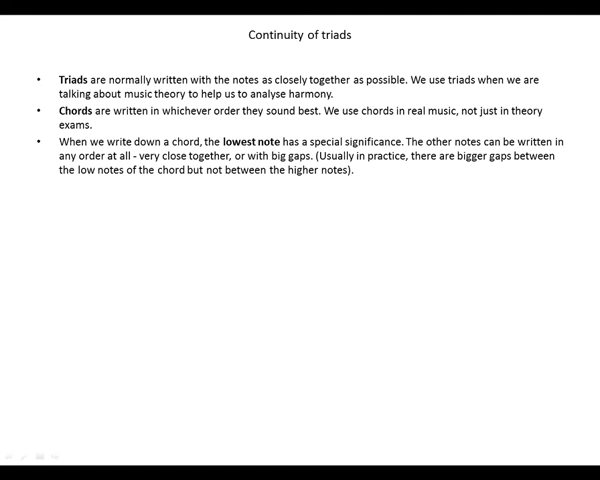 Continuity of triads
• Triads are normally written with the notes as closely together as possible. We use triads when we are
talking about music theory to help us to analyse harmony.
• Chords are written in whichever order they sound best. We use chords in real music, not just in theory
exams.
• When we write down a chord, the lowest note has a special significance. The other notes can be written in
any order at all - very close together, or with big gaps. (Usually in practice, there are bigger gaps between
the low notes of the chord but not between the higher notes).